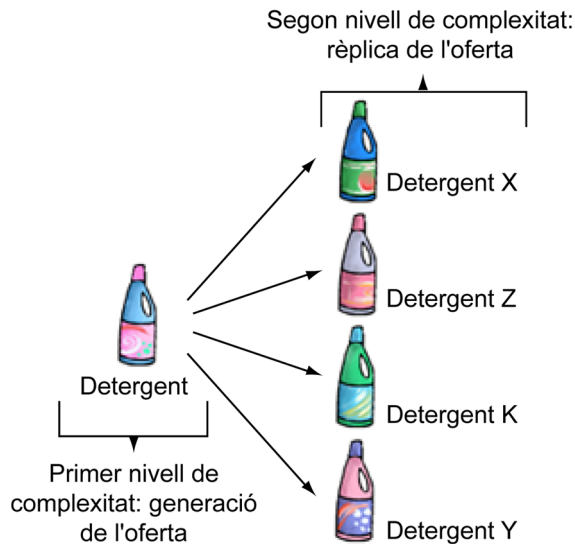 Segon nivell de complexitat:
rèplica de l'oferta
Detergent X
Detergent Z
Detergent
Detergent K
Primer nivell de
complexitat: generació
de l'oferta
Detergent Y